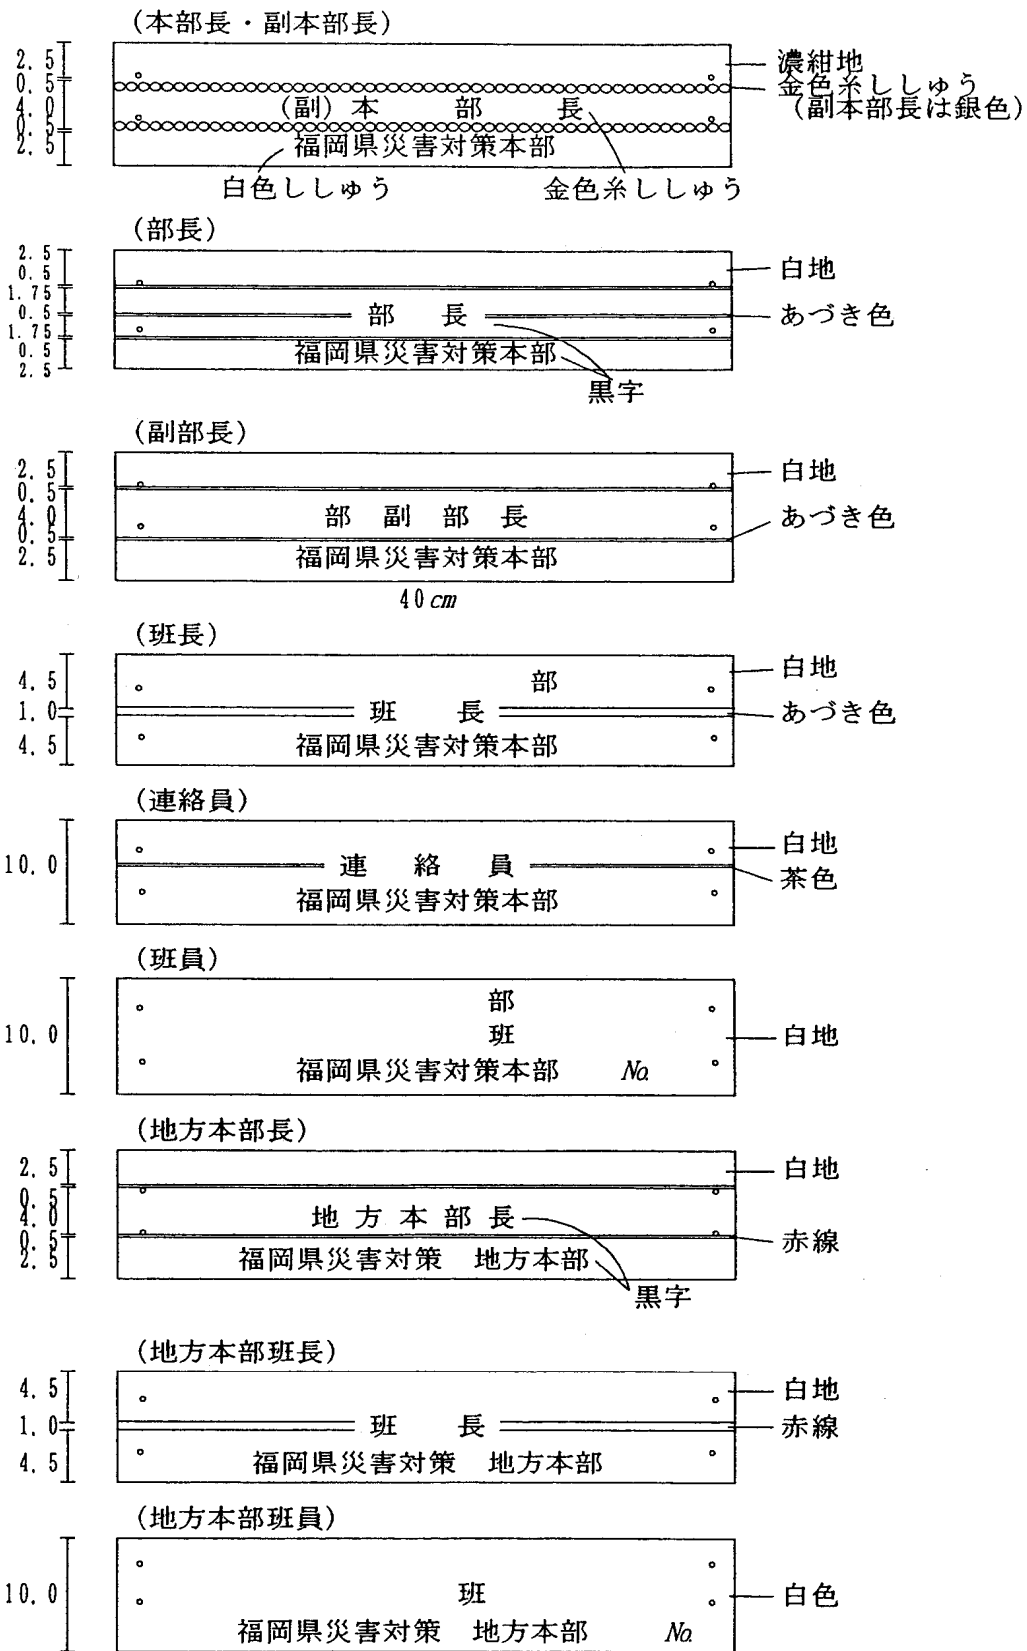 (本部長・副本部長)
2.5
0.5
4.0
0.5
2.5
濃紺地
金色糸ししゅう
(副本部長は銀色)
(副)本 部 長
福岡県災害対策本部
白色ししゅう 金色糸ししゅう
(部長)
2.5
0.5
1.75
0.5
1.75
0.5
2.5
白地
部 長 あづき色
福岡県災害対策本部
黒字
(副部長)
2.5
0.5
4.0
0.5
2.5
白地
部 副 部 長 あづき色
福岡県災害対策本部
40cm
(班長)
4.5
1.0
4.5
部 白地
班 長 あづき色
福岡県災害対策本部
(連絡員)
10.0
白地
連 絡 員 茶色
福岡県災害対策本部
(班員)
10.0
部
班 白地
福岡県災害対策本部 No.
(地方本部長)
2.5
0.5
4.0
0.5
2.5
白地
地 方 本 部 長
赤線
福岡県災害対策 地方本部
黒字
(地方本部班長)
4.5
1.0
4.5
白地
班 長 赤線
福岡県災害対策 地方本部
(地方本部班員)
10.0
班 白色
福岡県災害対策 地方本部 No.